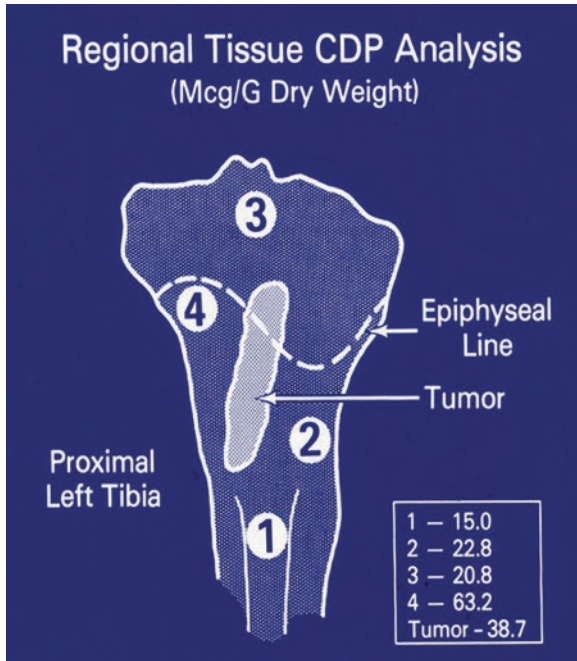 Regional Tissue CDP Analysis
(Mcg/G Dry Weight)
3
4
Epiphyseal
Line
Tumor
2
Proximal
Left Tibia
1
1 – 15.0
2 – 22.8
3 – 20.8
4 – 63.2
Tumor – 38.7